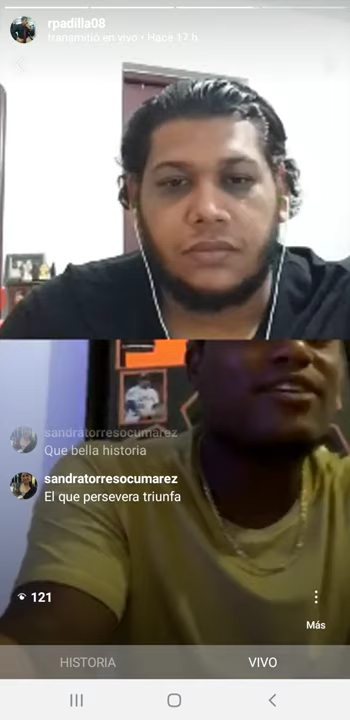 rpadilla08
transmitió en vivo • Hace 17 h
sandratorresocumarez
Que bella historia
sandratorresocumarez
El que persevera triunfa
121
Más
HISTORIA
VIVO